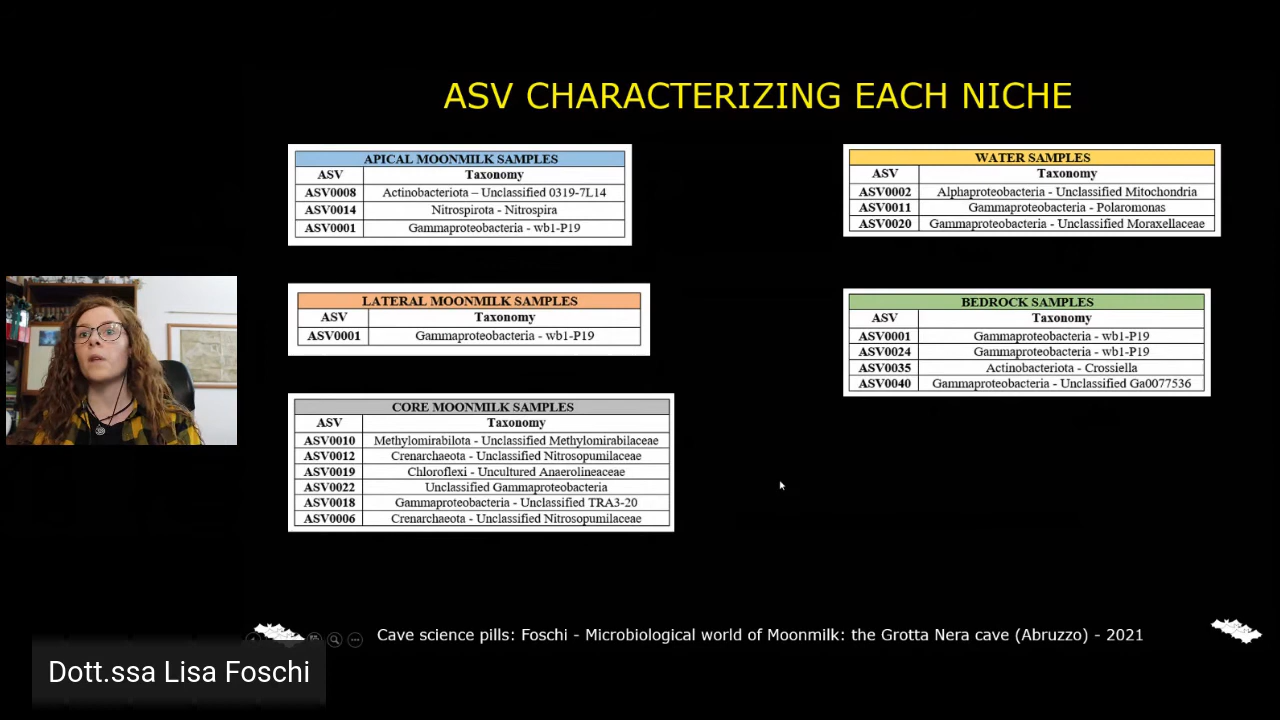 ASV CHARACTERIZING EACH NICHE
APICAL MOONMILK SAMPLES
ASV Taxonomy
ASV0008 Actinobacteriota – Unclassified 0319-7L14
ASV0014 Nitrospirota - Nitrospira
ASV0001 Gammaproteobacteria - wb1-P19
LATERAL MOONMILK SAMPLES
ASV Taxonomy
ASV0001 Gammaproteobacteria - wb1-P19
CORE MOONMILK SAMPLES
ASV Taxonomy
ASV0010 Methylomirabilota - Unclassified Methylomirabilaceae
ASV0012 Crenarchaeota - Unclassified Nitrosopumilaceae
ASV0019 Chloroflexi - Uncultured Anaerolineaceae
ASV0022 Unclassified Gammaproteobacteria
ASV0018 Gammaproteobacteria - Unclassified TRA3-20
ASV0006 Crenarchaeota - Unclassified Nitrosopumilaceae
WATER SAMPLES
ASV Taxonomy
ASV0002 Alphaproteobacteria - Unclassified Mitochondria
ASV0011 Gammaproteobacteria - Polaromonas
ASV0020 Gammaproteobacteria - Unclassified Moraxellaceae
BEDROCK SAMPLES
ASV Taxonomy
ASV0001 Gammaproteobacteria - wb1-P19
ASV0024 Gammaproteobacteria - wb1-P19
ASV0035 Actinobacteriota - Crossiella
ASV0040 Gammaproteobacteria - Unclassified Ga0077536
Cave science pills: Foschi - Microbiological world of Moonmilk: the Grotta Nera cave (Abruzzo) - 2021
Dott.ssa Lisa Foschi